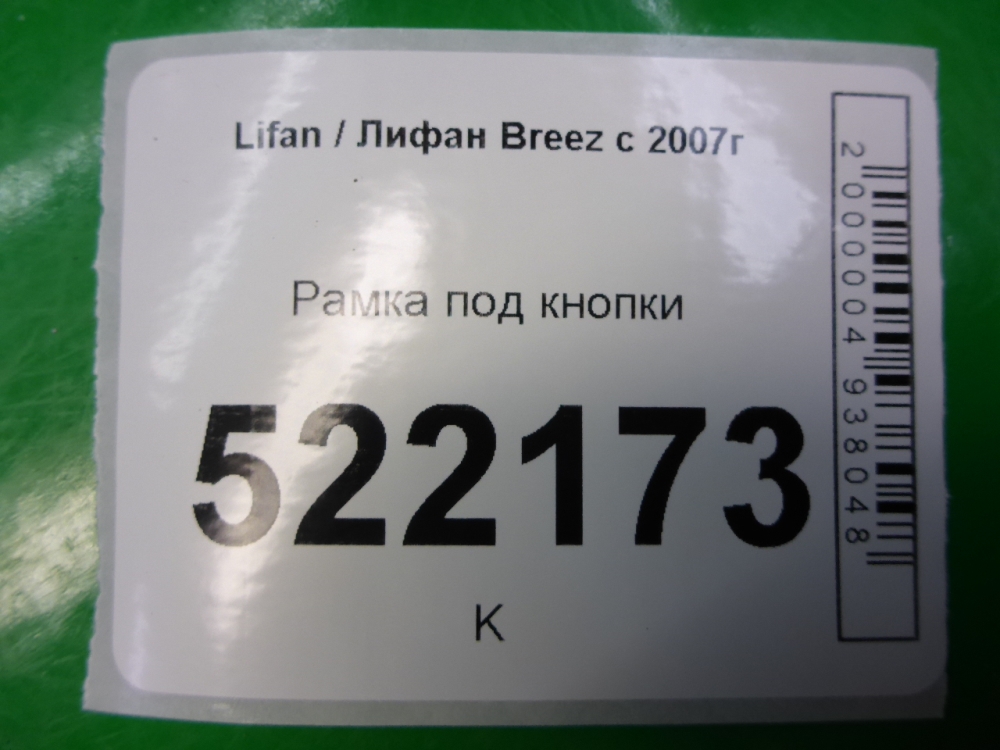 Lifan / Лифан Breez с 2007г
Рамка под кнопки
522173
К
2000004938048